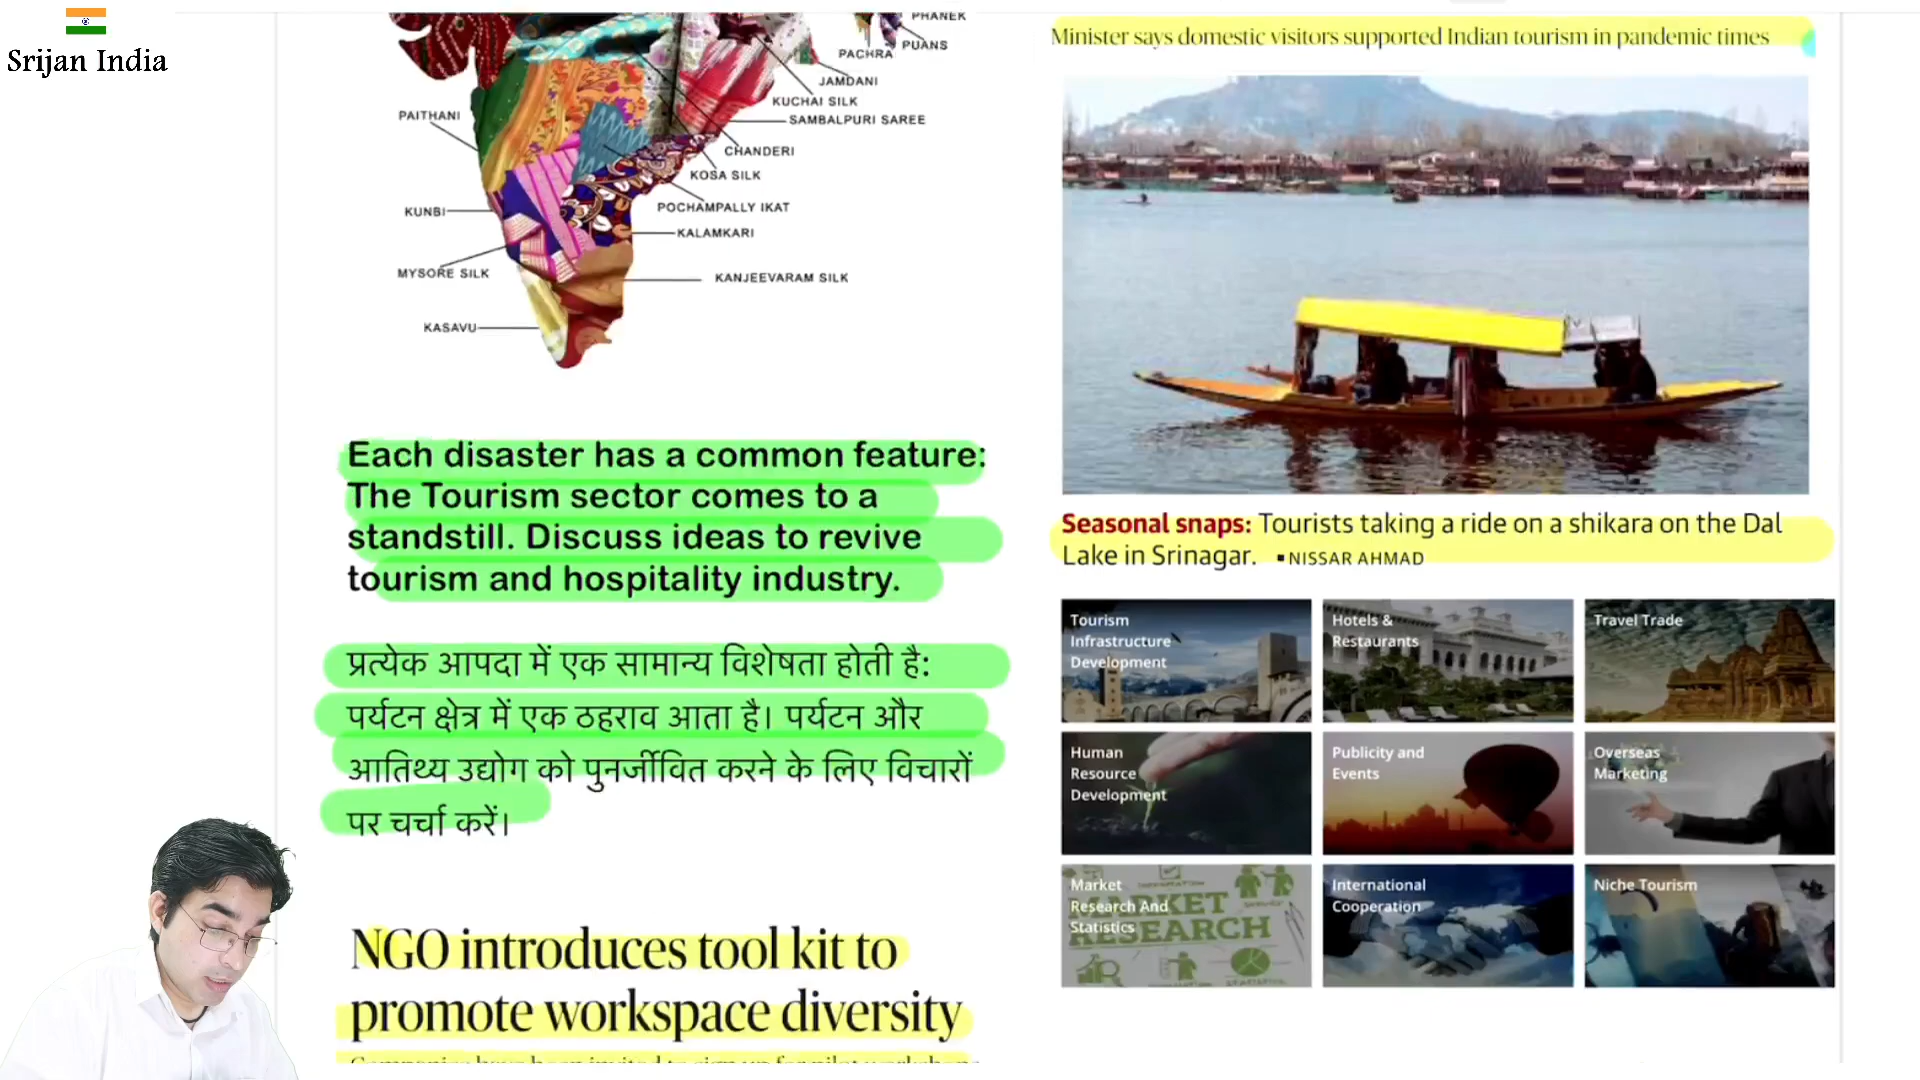 Srijan India
PHANEK
PUANS
PACHRA
JAMDANI
KUCHAI SILK
SAMBALPURI SAREE
PAITHANI
CHANDERI
KOSA SILK
POCHAMPALLY IKAT
KUNBI
KALAMKARI
MYSORE SILK
KANJEEVARAM SILK
KASAVU
Each disaster has a common feature:
The Tourism sector comes to a
standstill. Discuss ideas to revive
tourism and hospitality industry.
प्रत्येक आपदा में एक सामान्य विशेषता होती है:
पर्यटन क्षेत्र में एक ठहराव आता है। पर्यटन और
आतिथ्य उद्योग को पुनर्जीवित करने के लिए विचारों
पर चर्चा करें।
NGO introduces tool kit to
promote workspace diversity
Minister says domestic visitors supported Indian tourism in pandemic times
Seasonal snaps: Tourists taking a ride on a shikara on the Dal
Lake in Srinagar. ■ NISSAR AHMAD
Tourism
Infrastructure
Development
Hotels &
Restaurants
Travel Trade
Human
Resource
Development
Publicity and
Events
Overseas
Marketing
Market
Research And
Statistics
MARKET
RESEARCH
International
Cooperation
Niche Tourism